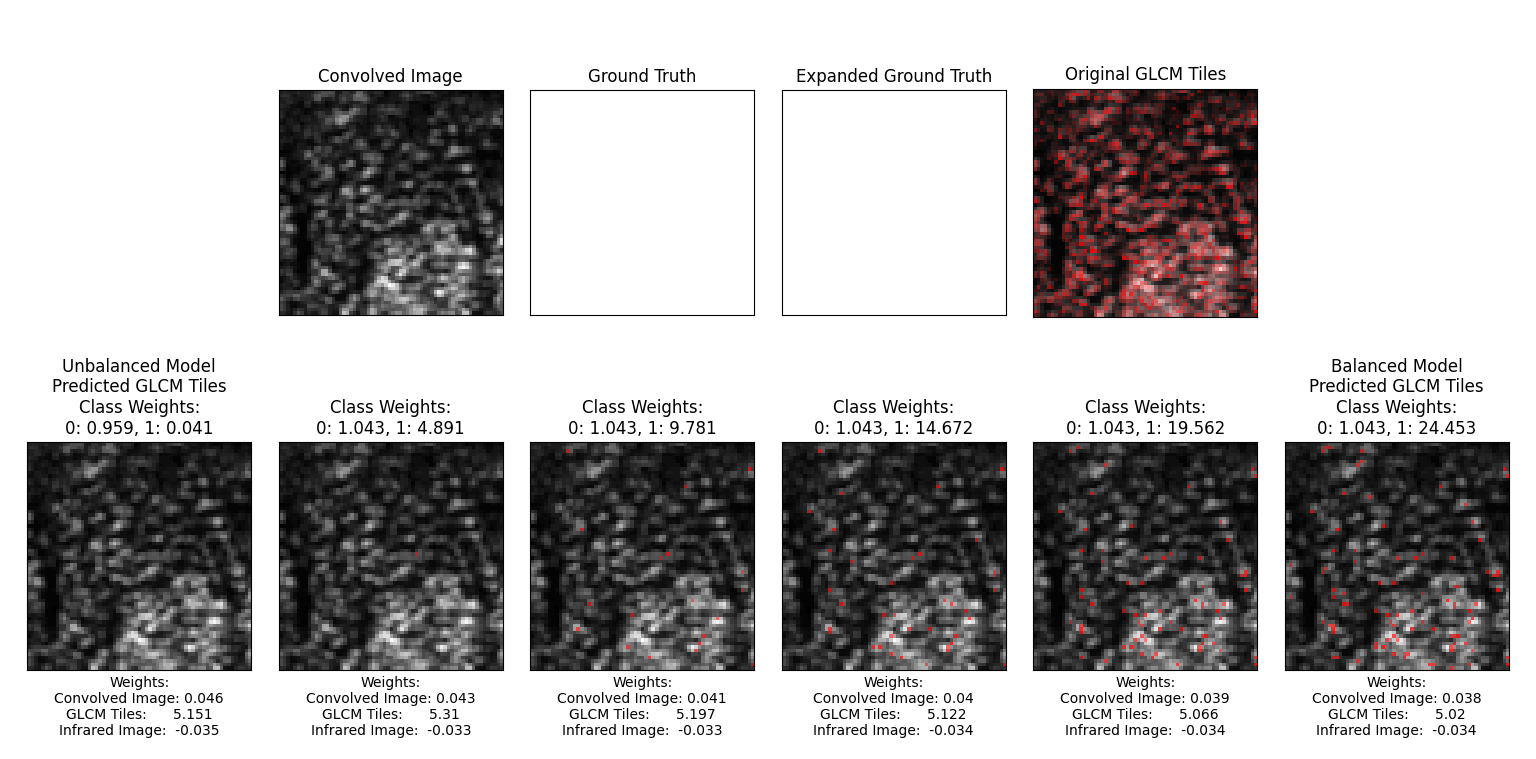 Convolved Image
Ground Truth
Expanded Ground Truth
Original GLCM Tiles
Unbalanced Model
Predicted GLCM Tiles
Class Weights:
0: 0.959, 1: 0.041
Class Weights:
0: 1.043, 1: 4.891
Class Weights:
0: 1.043, 1: 9.781
Class Weights:
0: 1.043, 1: 14.672
Class Weights:
0: 1.043, 1: 19.562
Balanced Model
Predicted GLCM Tiles
Class Weights:
0: 1.043, 1: 24.453
Weights:
Convolved Image: 0.046
GLCM Tiles: 5.151
Infrared Image: -0.035
Weights:
Convolved Image: 0.043
GLCM Tiles: 5.31
Infrared Image: -0.033
Weights:
Convolved Image: 0.041
GLCM Tiles: 5.197
Infrared Image: -0.033
Weights:
Convolved Image: 0.04
GLCM Tiles: 5.122
Infrared Image: -0.034
Weights:
Convolved Image: 0.039
GLCM Tiles: 5.066
Infrared Image: -0.034
Weights:
Convolved Image: 0.038
GLCM Tiles: 5.02
Infrared Image: -0.034